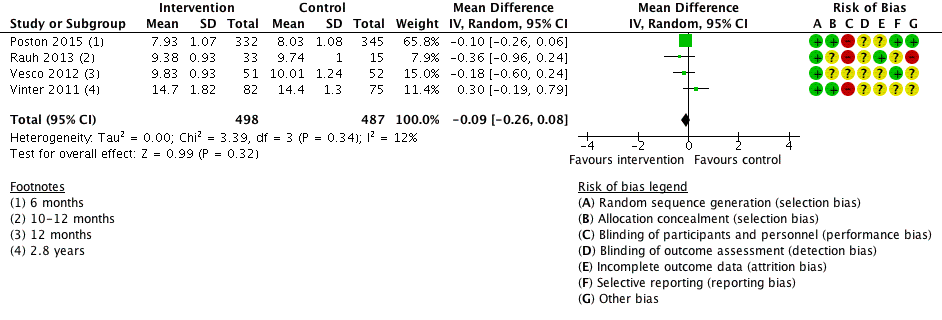 Intervention Control Mean Difference Mean Difference Risk of Bias
Study or Subgroup Mean SD Total Mean SD Total Weight IV, Random, 95% CI IV, Random, 95% CI A B C D E F G
Poston 2015 (1) 7.93 1.07 332 8.03 1.08 345 65.8% -0.10 [-0.26, 0.06] + + - ? ? + +
Rauh 2013 (2) 9.38 0.93 33 9.74 1 15 7.9% -0.36 [-0.96, 0.24] + ? - ? + ? -
Vesco 2012 (3) 9.83 0.93 51 10.01 1.24 52 15.0% -0.18 [-0.60, 0.24] + ? - ? ? ? ?
Vinter 2011 (4) 14.7 1.82 82 14.4 1.3 75 11.4% 0.30 [-0.19, 0.79] + + - ? ? ? ?
Total (95% CI) 498 487 100.0% -0.09 [-0.26, 0.08]
Heterogeneity: Tau² = 0.00; Chi² = 3.39, df = 3 (P = 0.34); I² = 12%
Test for overall effect: Z = 0.99 (P = 0.32)
-4 -2 0 2 4
Favours intervention Favours control
Footnotes
(1) 6 months
(2) 10-12 months
(3) 12 months
(4) 2.8 years
Risk of bias legend
(A) Random sequence generation (selection bias)
(B) Allocation concealment (selection bias)
(C) Blinding of participants and personnel (performance bias)
(D) Blinding of outcome assessment (detection bias)
(E) Incomplete outcome data (attrition bias)
(F) Selective reporting (reporting bias)
(G) Other bias